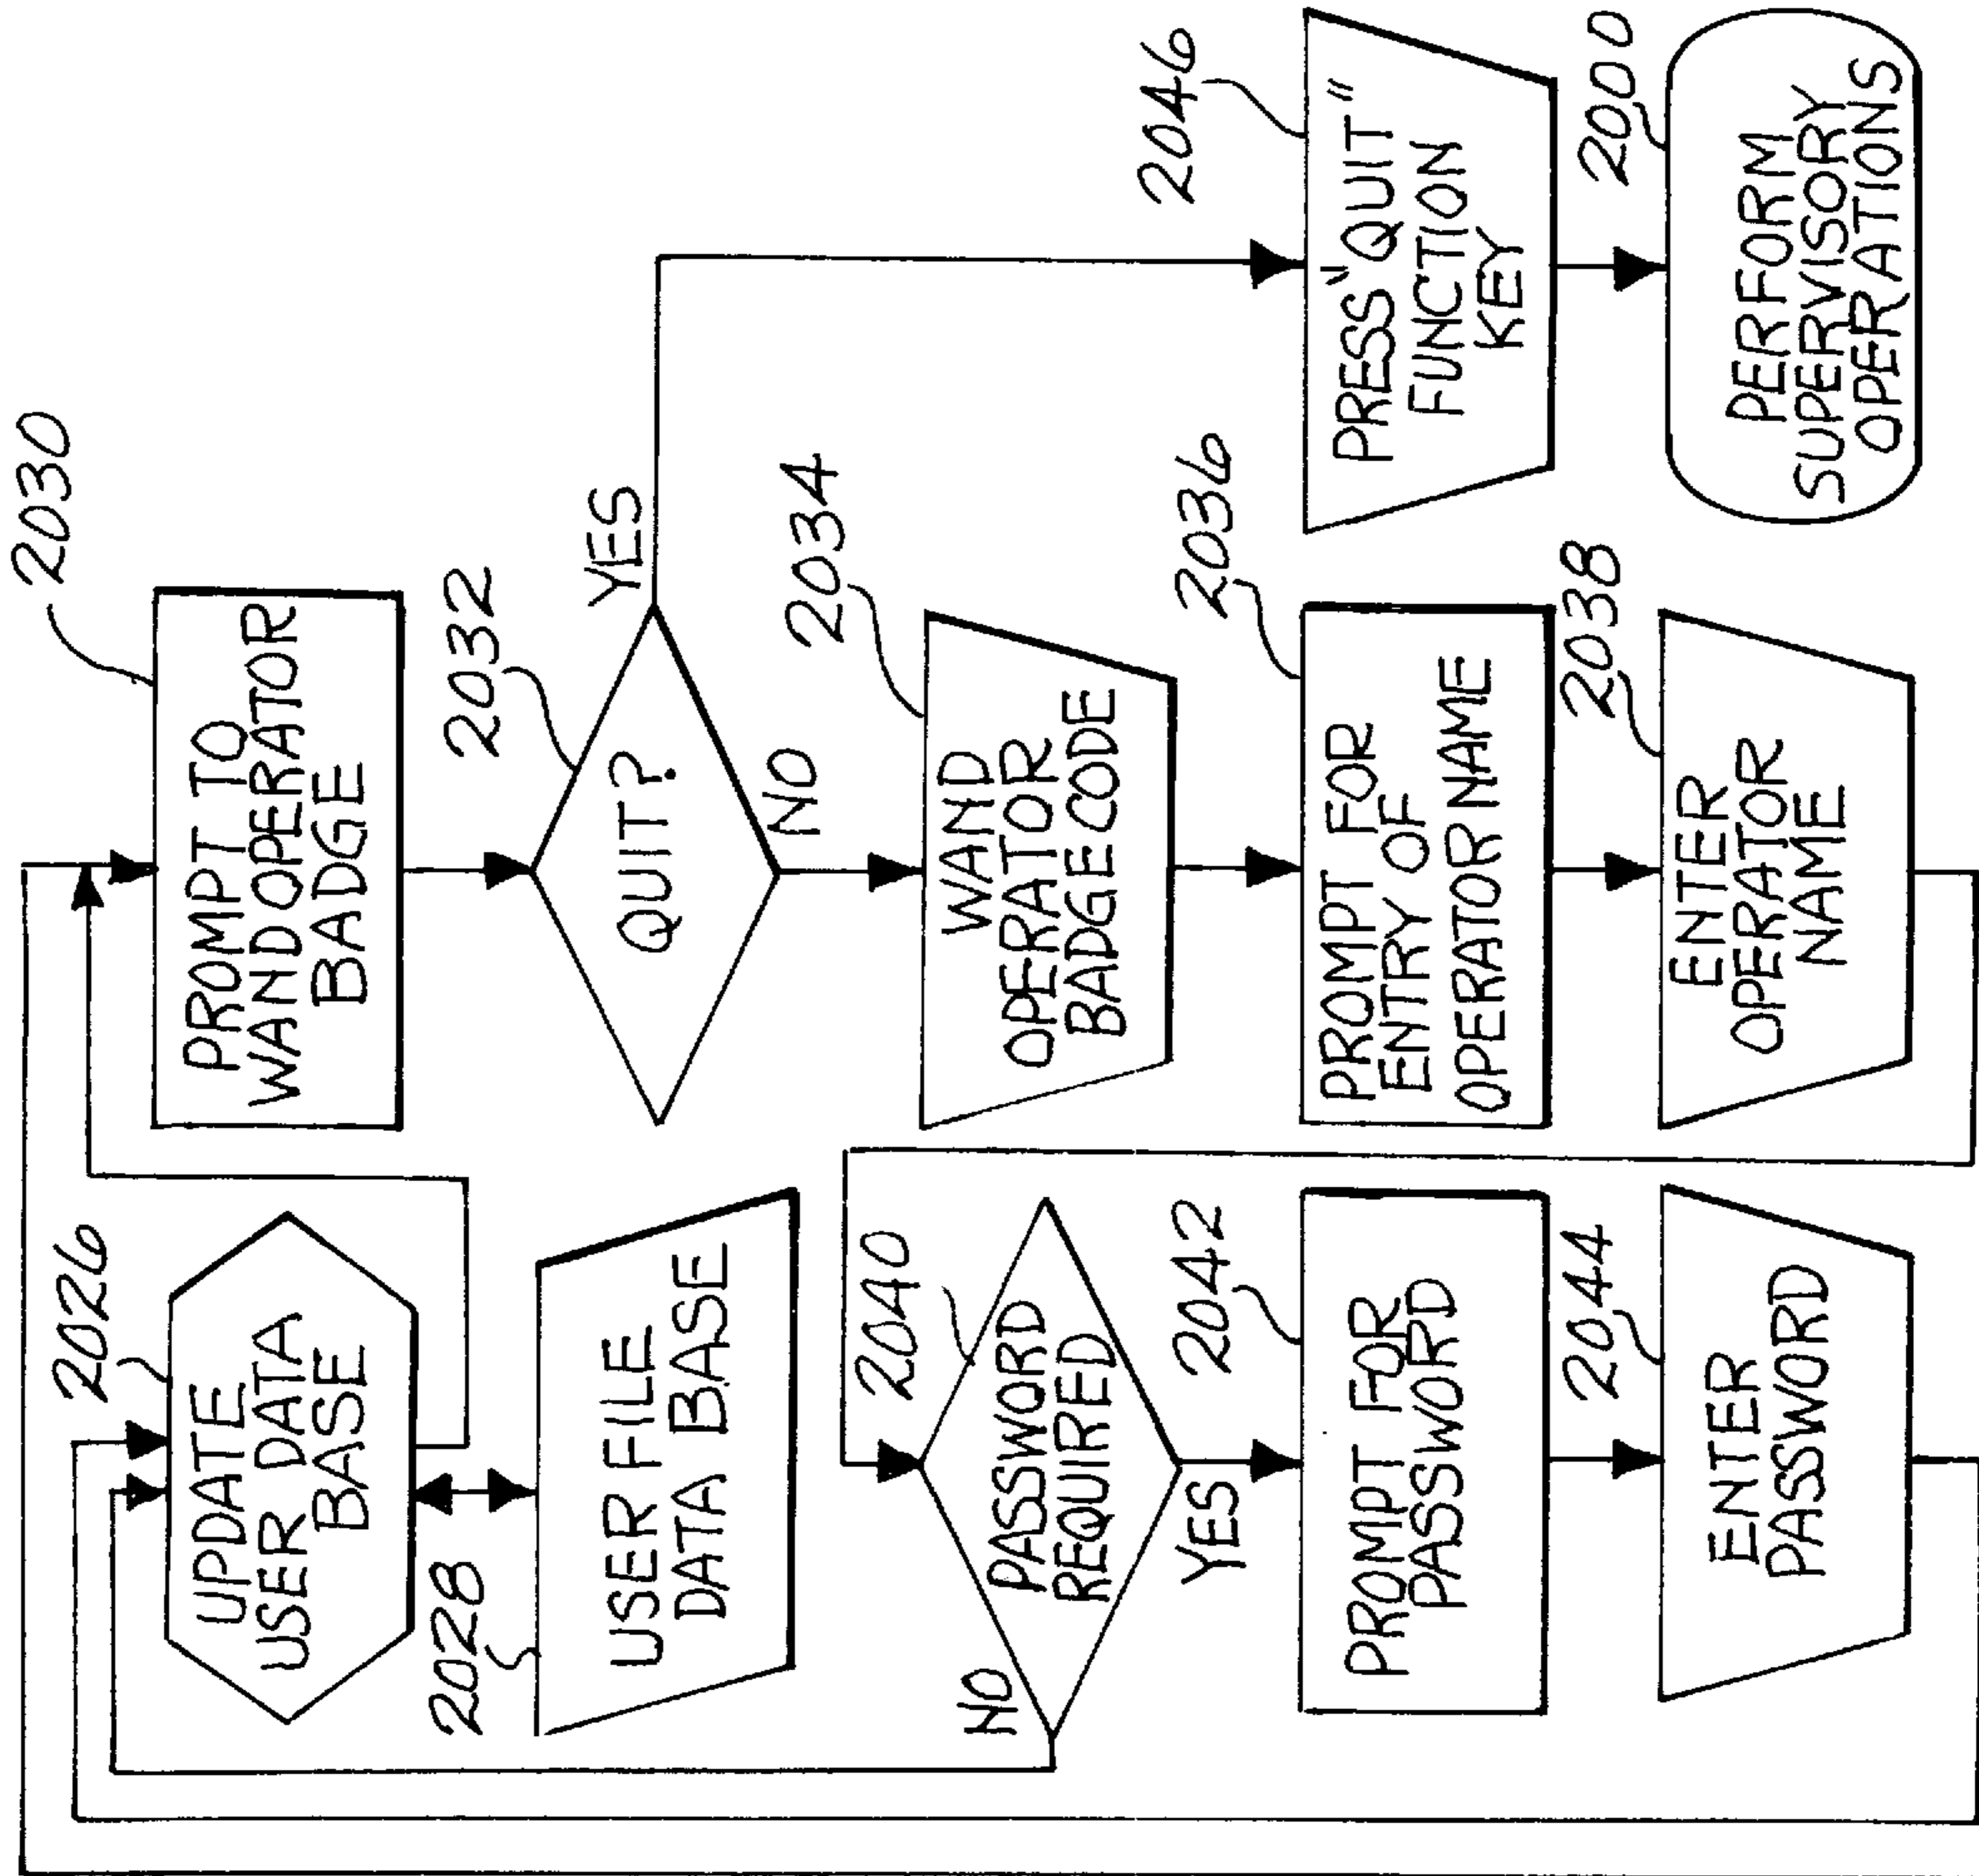 2026
UPDATE
USER DATA
BASE
2028
USER FILE
DATA BASE
2030
PROMPT TO
WAND OPERATOR
BADGE
2032
QUIT?
YES
NO
2034
WAND
OPERATOR
BADGE CODE
2036
PROMPT FOR
ENTRY OF
OPERATOR NAME
2038
ENTER
OPERATOR
NAME
2040
PASSWORD
REQUIRED
NO
YES
2042
PROMPT FOR
PASSWORD
2044
ENTER
PASSWORD
2046
PRESS "QUIT"
FUNCTION
KEY
2000
PERFORM
SUPERVISORY
OPERATIONS